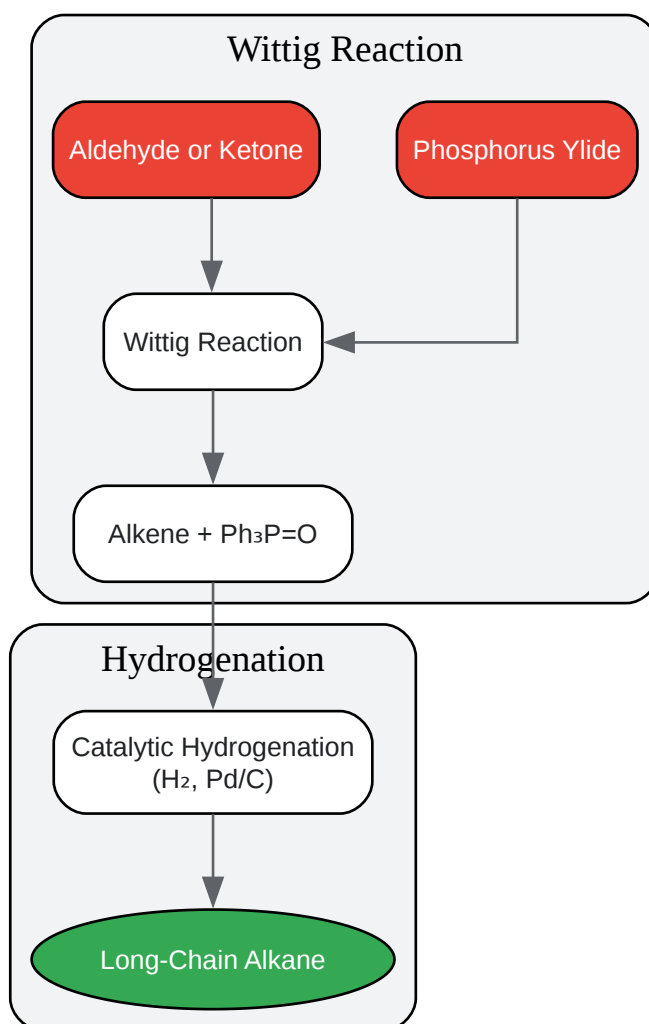 Wittig Reaction
Aldehyde or Ketone
Phosphorus Ylide
Wittig Reaction
Alkene + Ph₃P=O
Hydrogenation
Catalytic Hydrogenation
(H₂, Pd/C)
Long-Chain Alkane